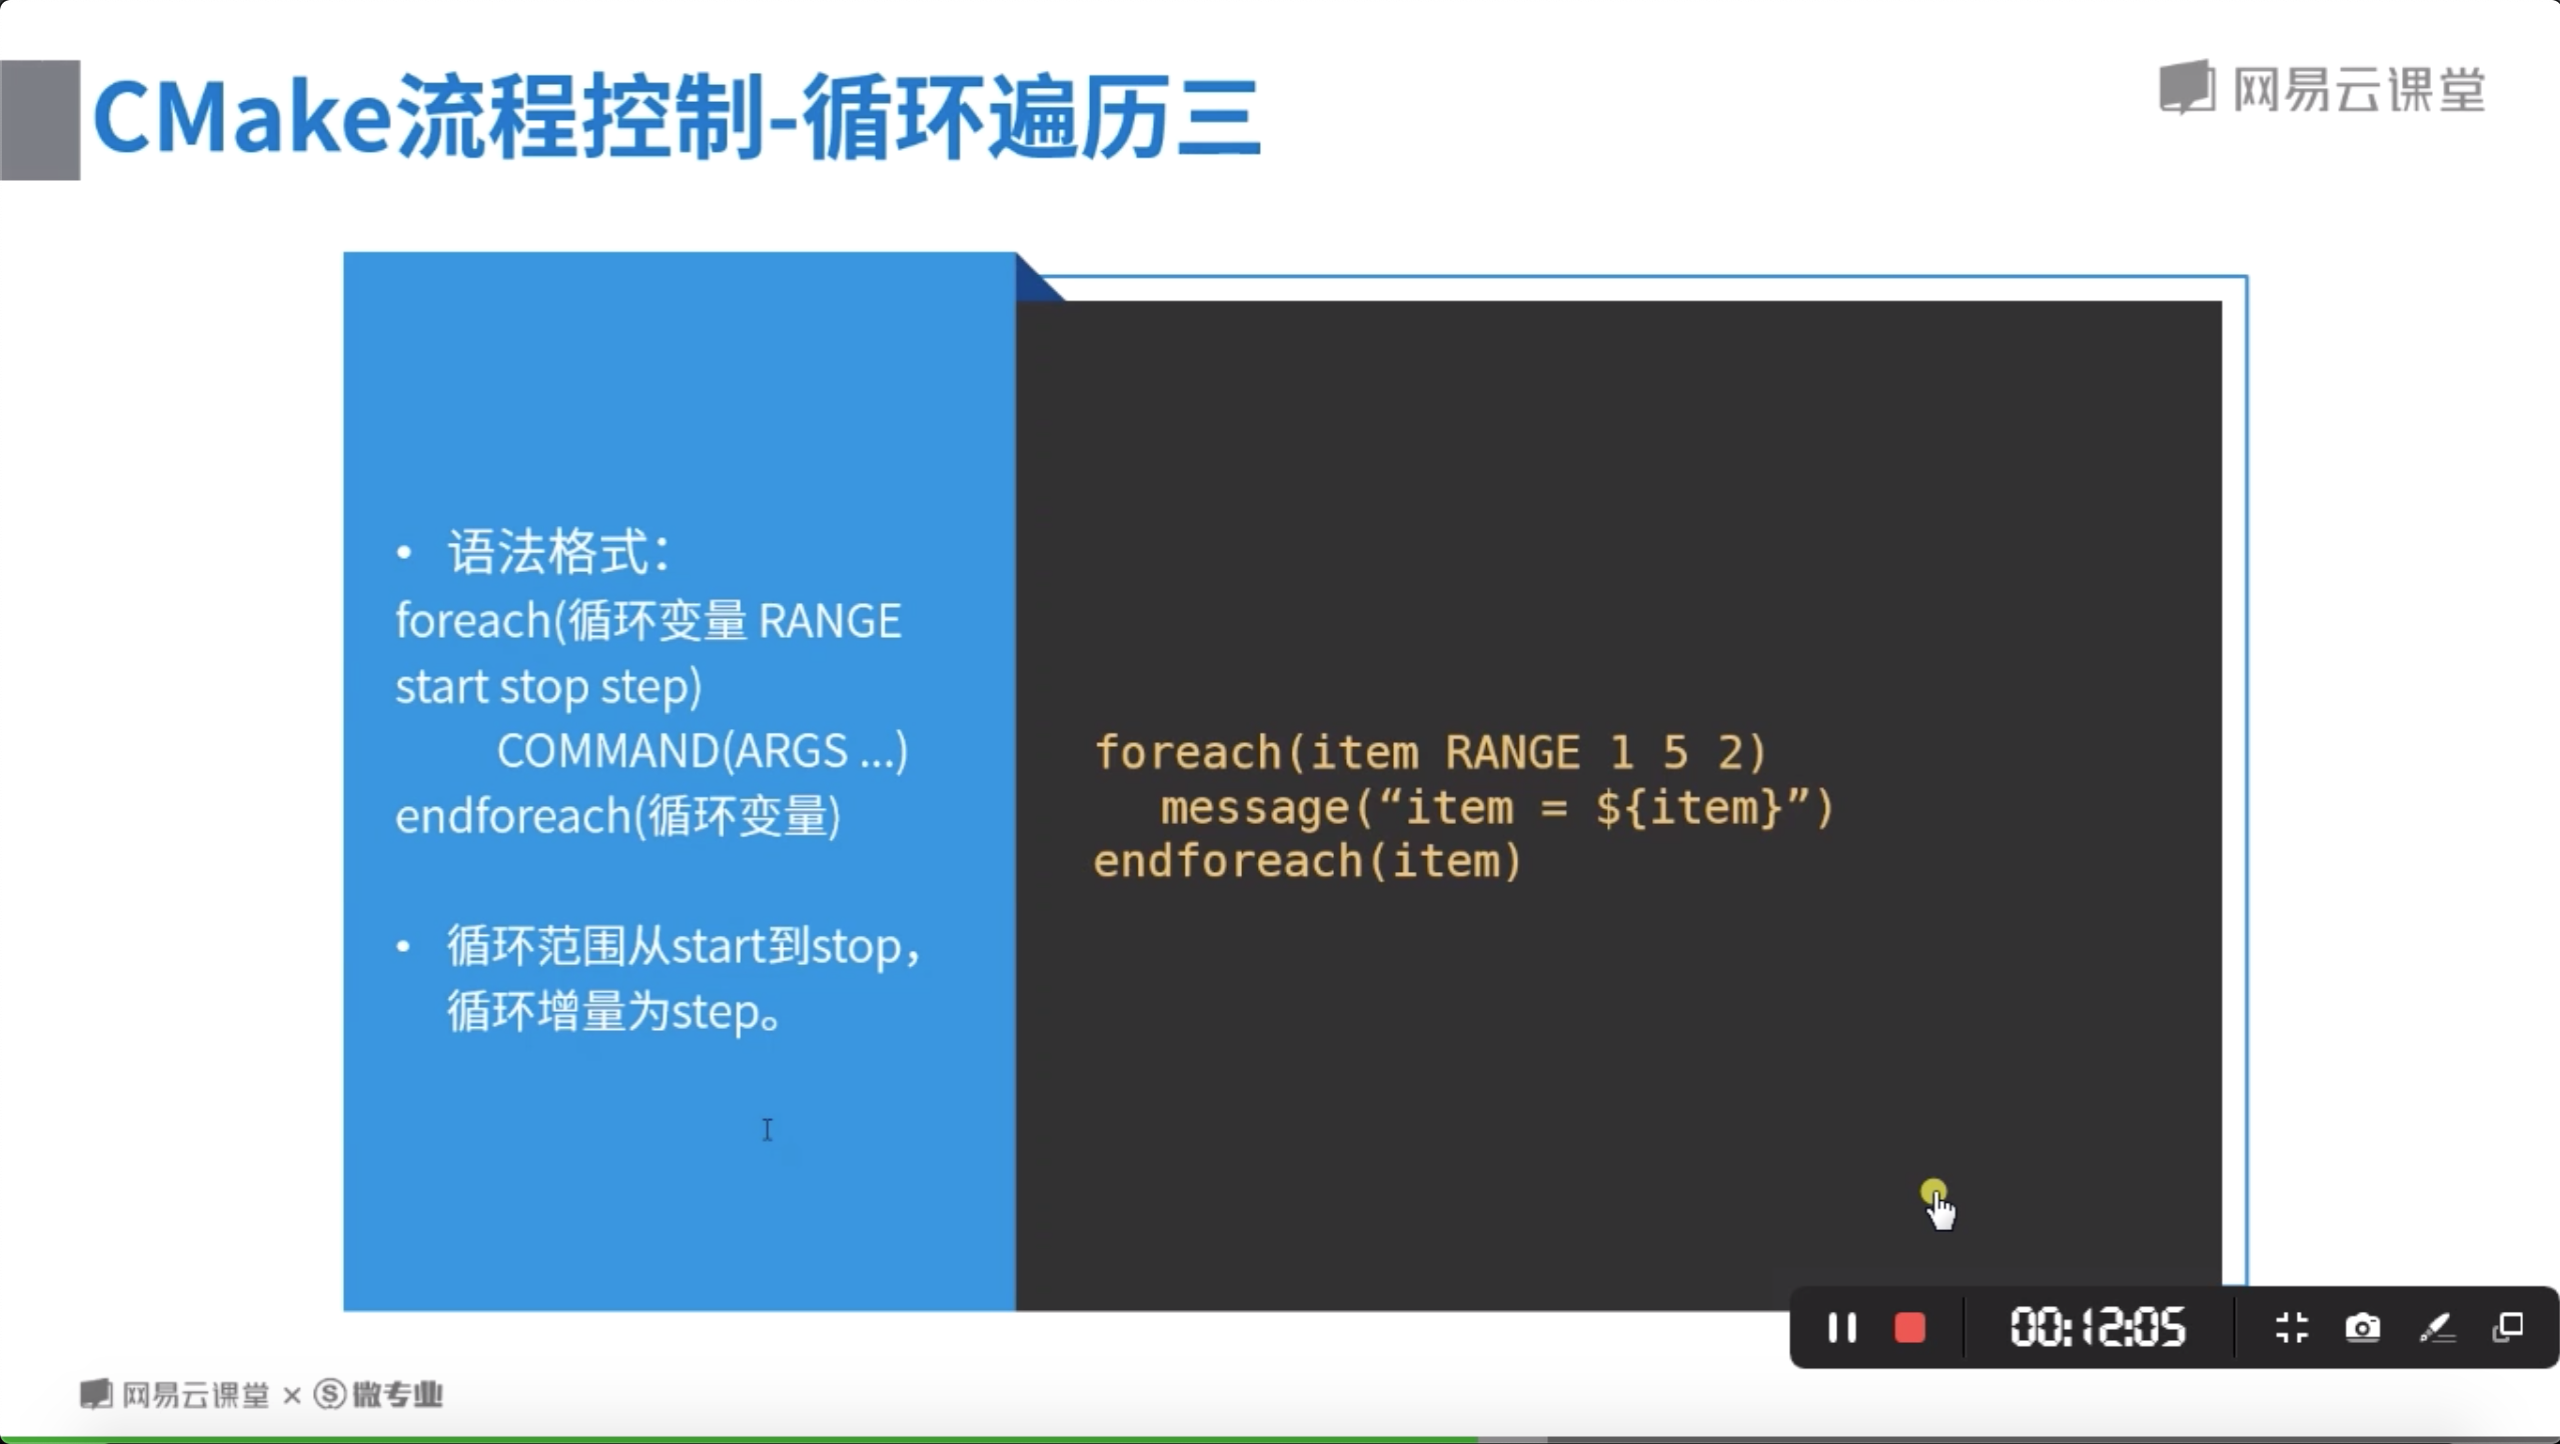 CMake流程控制-循环遍历三
网易云课堂
• 语法格式：
foreach(循环变量 RANGE
start stop step)
COMMAND(ARGS ...)
endforeach(循环变量)
• 循环范围从start到stop，
循环增量为step。
foreach(item RANGE 1 5 2)
message(“item = ${item}”)
endforeach(item)
00:12:05
网易云课堂 × Ⓢ微专业